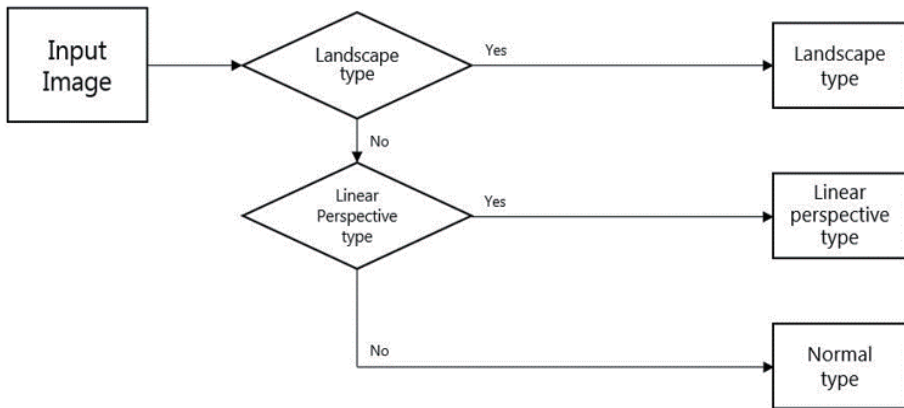 Input
Image
Landscape
type
Yes
Landscape
type
No
Linear
Perspective
type
Yes
Linear
perspective
type
No
Normal
type